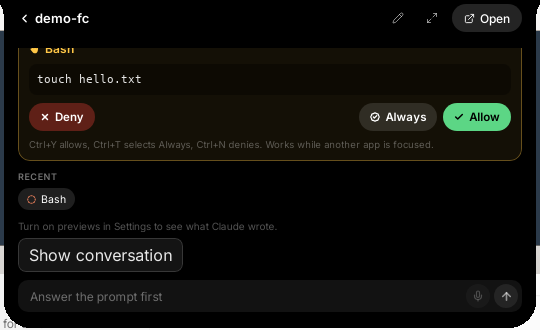 demo-fc
Open
Bash
touch hello.txt
Deny
Always
Allow
Ctrl+Y allows, Ctrl+T selects Always, Ctrl+N denies. Works while another app is focused.
RECENT
Bash
Turn on previews in Settings to see what Claude wrote.
Show conversation
Answer the prompt first
for